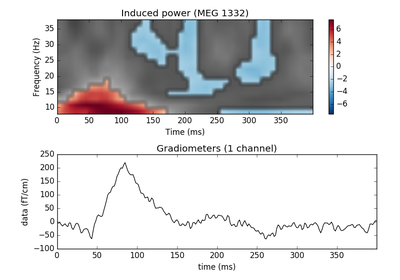 Induced power (MEG 1332)
Frequency (Hz)
35
30
25
20
15
10
0 50 100 150 200 250 300 350
Time (ms)
6
4
2
0
−2
−4
−6
Gradiometers (1 channel)
data (fT/cm)
250
200
150
100
50
0
−50
−100
0 50 100 150 200 250 300 350
time (ms)